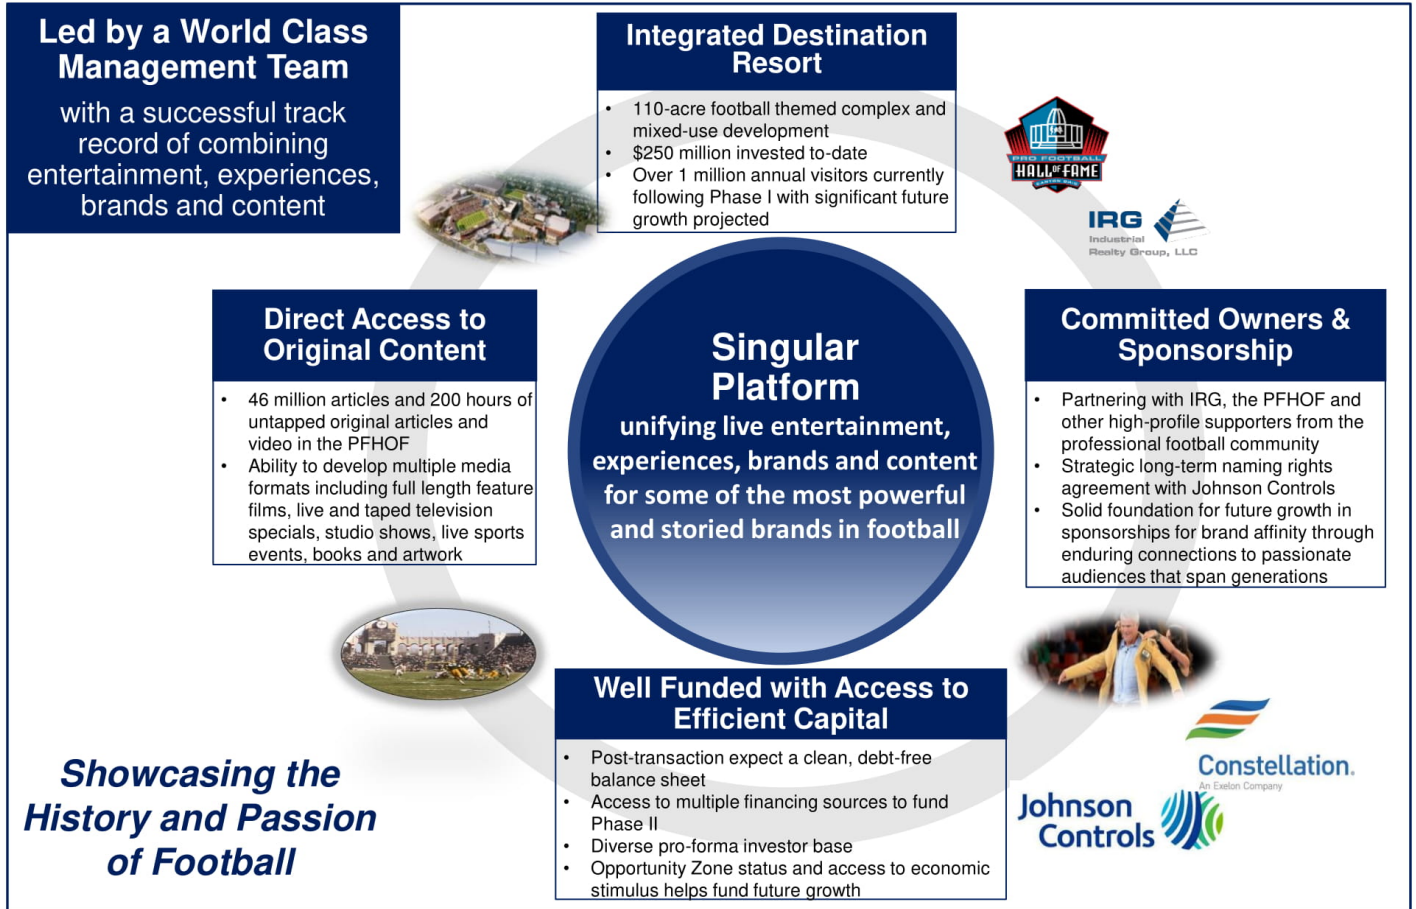 Led by a World Class
Management Team
with a successful track
record of combining
entertainment, experiences,
brands and content
Integrated Destination
Resort
• 110-acre football themed complex and
mixed-use development
• $250 million invested to-date
• Over 1 million annual visitors currently
following Phase I with significant future
growth projected
PRO FOOTBALL
HALL OF FAME
CANTON OHIO
IRG
Industrial
Realty Group, LLC
Direct Access to
Original Content
• 46 million articles and 200 hours of
untapped original articles and
video in the PFHOF
• Ability to develop multiple media
formats including full length feature
films, live and taped television
specials, studio shows, live sports
events, books and artwork
Singular
Platform
unifying live entertainment,
experiences, brands and content
for some of the most powerful
and storied brands in football
Committed Owners &
Sponsorship
• Partnering with IRG, the PFHOF and
other high-profile supporters from the
professional football community
• Strategic long-term naming rights
agreement with Johnson Controls
• Solid foundation for future growth in
sponsorships for brand affinity through
enduring connections to passionate
audiences that span generations
Well Funded with Access to
Efficient Capital
• Post-transaction expect a clean, debt-free
balance sheet
• Access to multiple financing sources to fund
Phase II
• Diverse pro-forma investor base
• Opportunity Zone status and access to economic
stimulus helps fund future growth
Showcasing the
History and Passion
of Football
Constellation.
An Exelon Company
Johnson
Controls